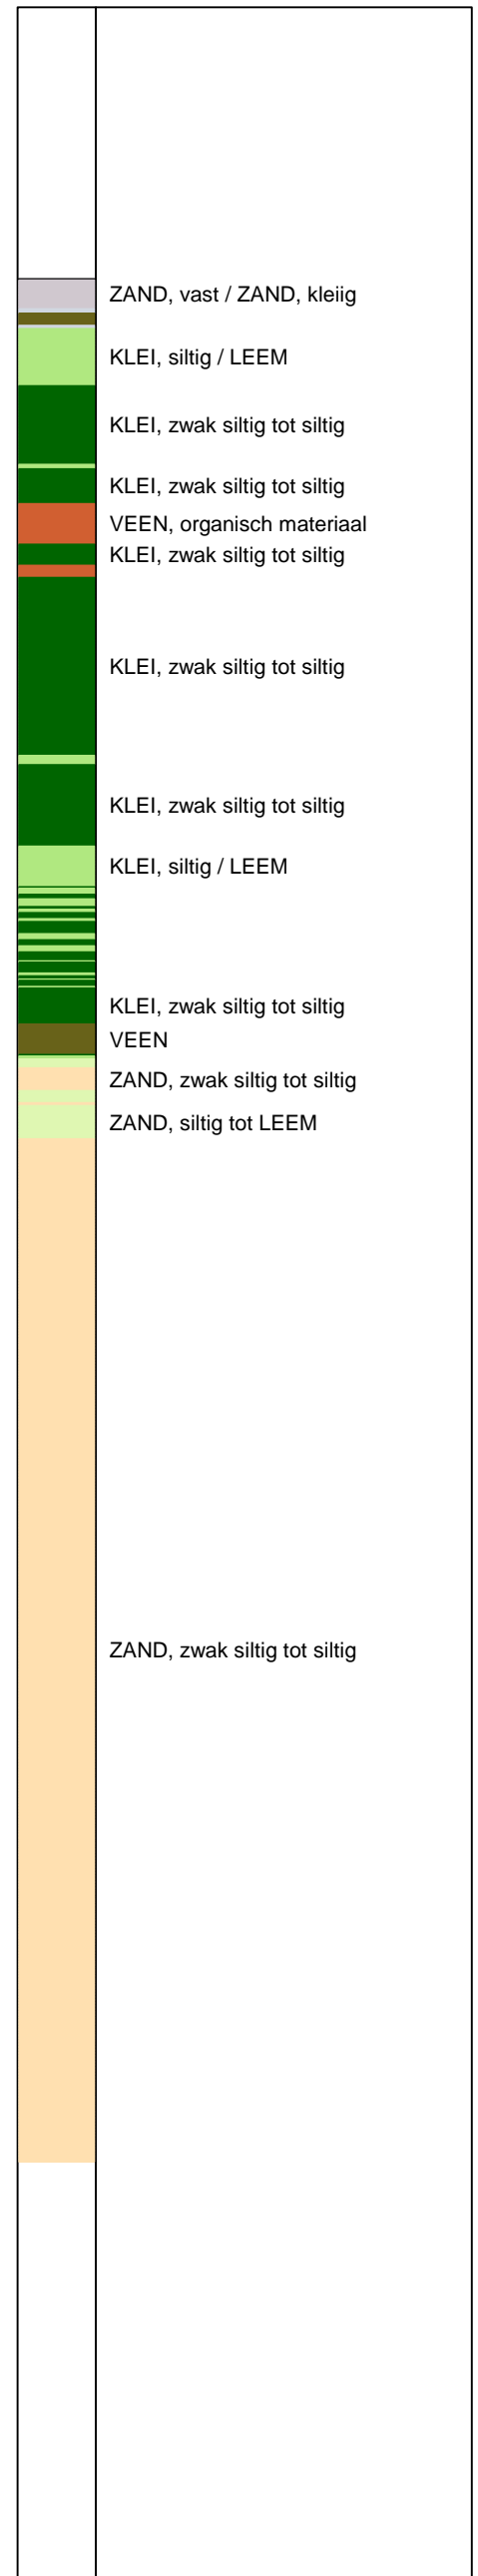 ZAND, vast / ZAND, kleiig
KLEI, siltig / LEEM
KLEI, zwak siltig tot siltig
KLEI, zwak siltig tot siltig
VEEN, organisch materiaal
KLEI, zwak siltig tot siltig
KLEI, zwak siltig tot siltig
KLEI, zwak siltig tot siltig
KLEI, siltig / LEEM
KLEI, zwak siltig tot siltig
VEEN
ZAND, zwak siltig tot siltig
ZAND, siltig tot LEEM
ZAND, zwak siltig tot siltig